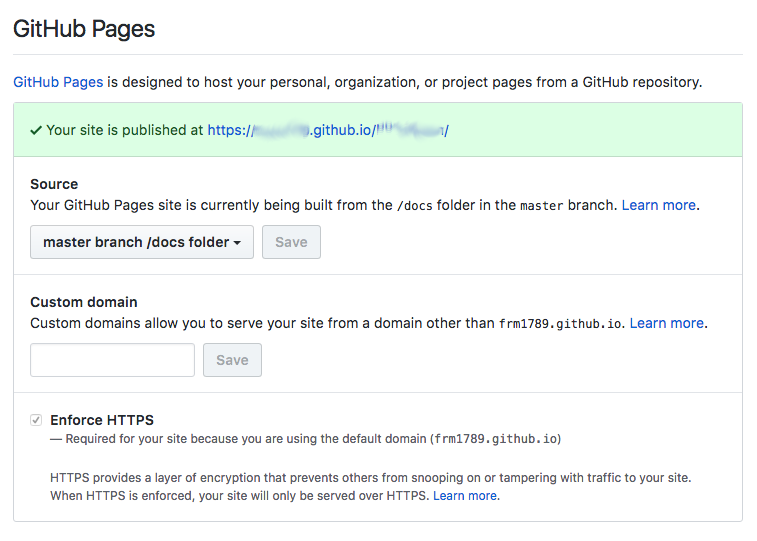 GitHub Pages
GitHub Pages is designed to host your personal, organization, or project pages from a GitHub repository.
✔ Your site is published at https:// .github.io/ /
Source
Your GitHub Pages site is currently being built from the /docs folder in the master branch. Learn more.
master branch /docs folder Save
Custom domain
Custom domains allow you to serve your site from a domain other than frm1789.github.io. Learn more.
Save
Enforce HTTPS
— Required for your site because you are using the default domain (frm1789.github.io)
HTTPS provides a layer of encryption that prevents others from snooping on or tampering with traffic to your site.
When HTTPS is enforced, your site will only be served over HTTPS. Learn more.